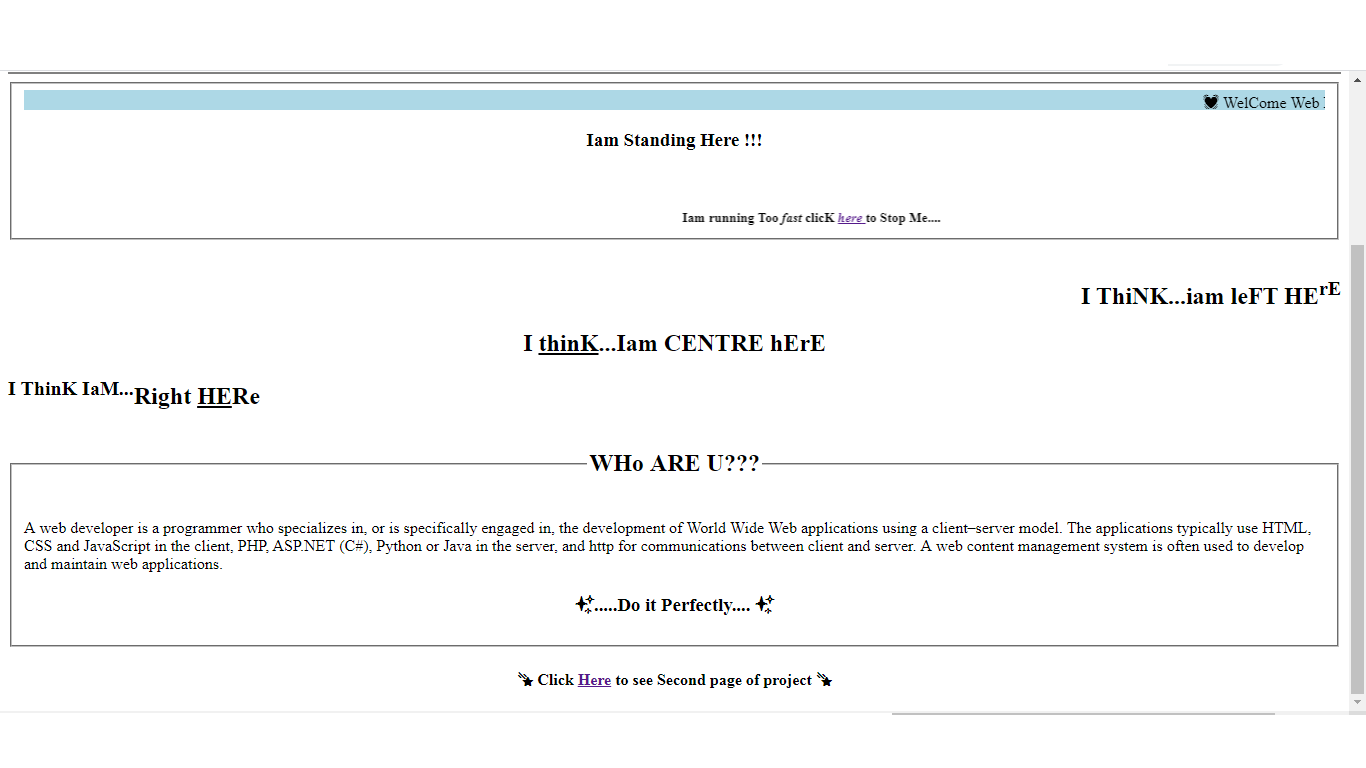 💓 WelCome Web
Iam Standing Here !!!
Iam running Too fast clicK here to Stop Me....
I ThiNK...iam leFT HErE
I thinK...Iam CENTRE hErE
I ThinK IaM...Right HERe
WHo ARE U???
A web developer is a programmer who specializes in, or is specifically engaged in, the development of World Wide Web applications using a client–server model. The applications typically use HTML,
CSS and JavaScript in the client, PHP, ASP.NET (C#), Python or Java in the server, and http for communications between client and server. A web content management system is often used to develop
and maintain web applications.
✨.....Do it Perfectly.... ✨
🌠 Click Here to see Second page of project 🌠